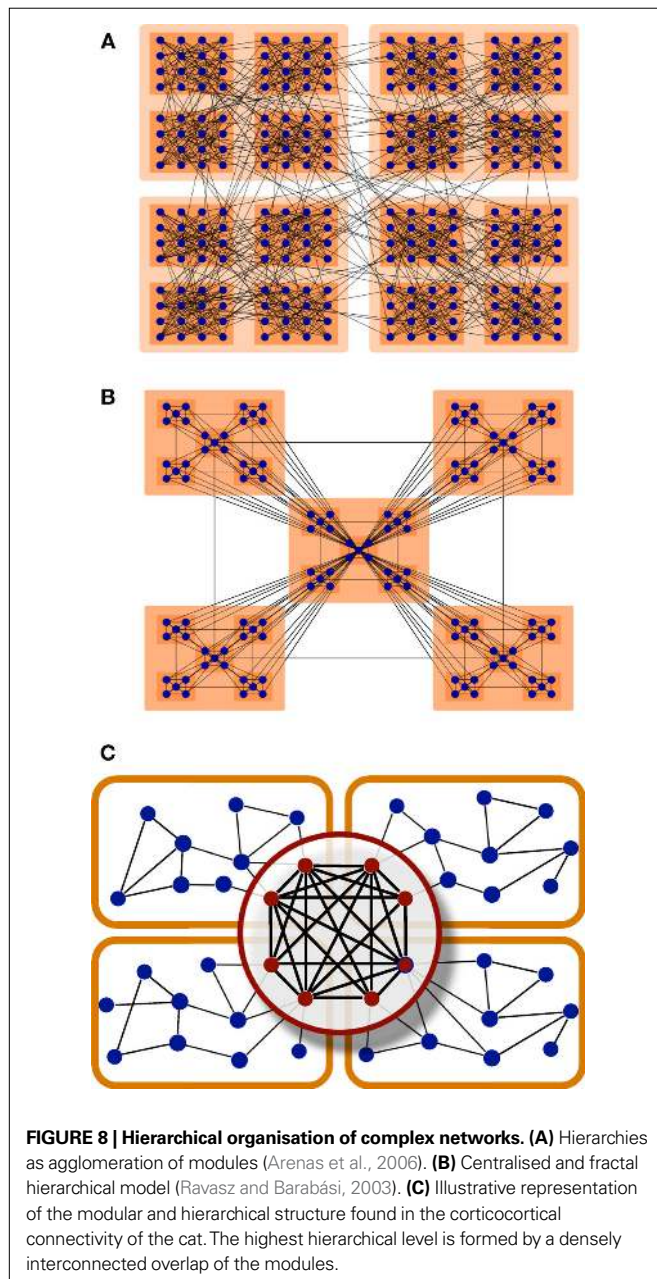 A
B
C
FIGURE 8 | Hierarchical organisation of complex networks. (A) Hierarchies
as agglomeration of modules (Arenas et al., 2006). (B) Centralised and fractal
hierarchical model (Ravasz and Barabási, 2003). (C) Illustrative representation
of the modular and hierarchical structure found in the corticocortical
connectivity of the cat. The highest hierarchical level is formed by a densely
interconnected overlap of the modules.